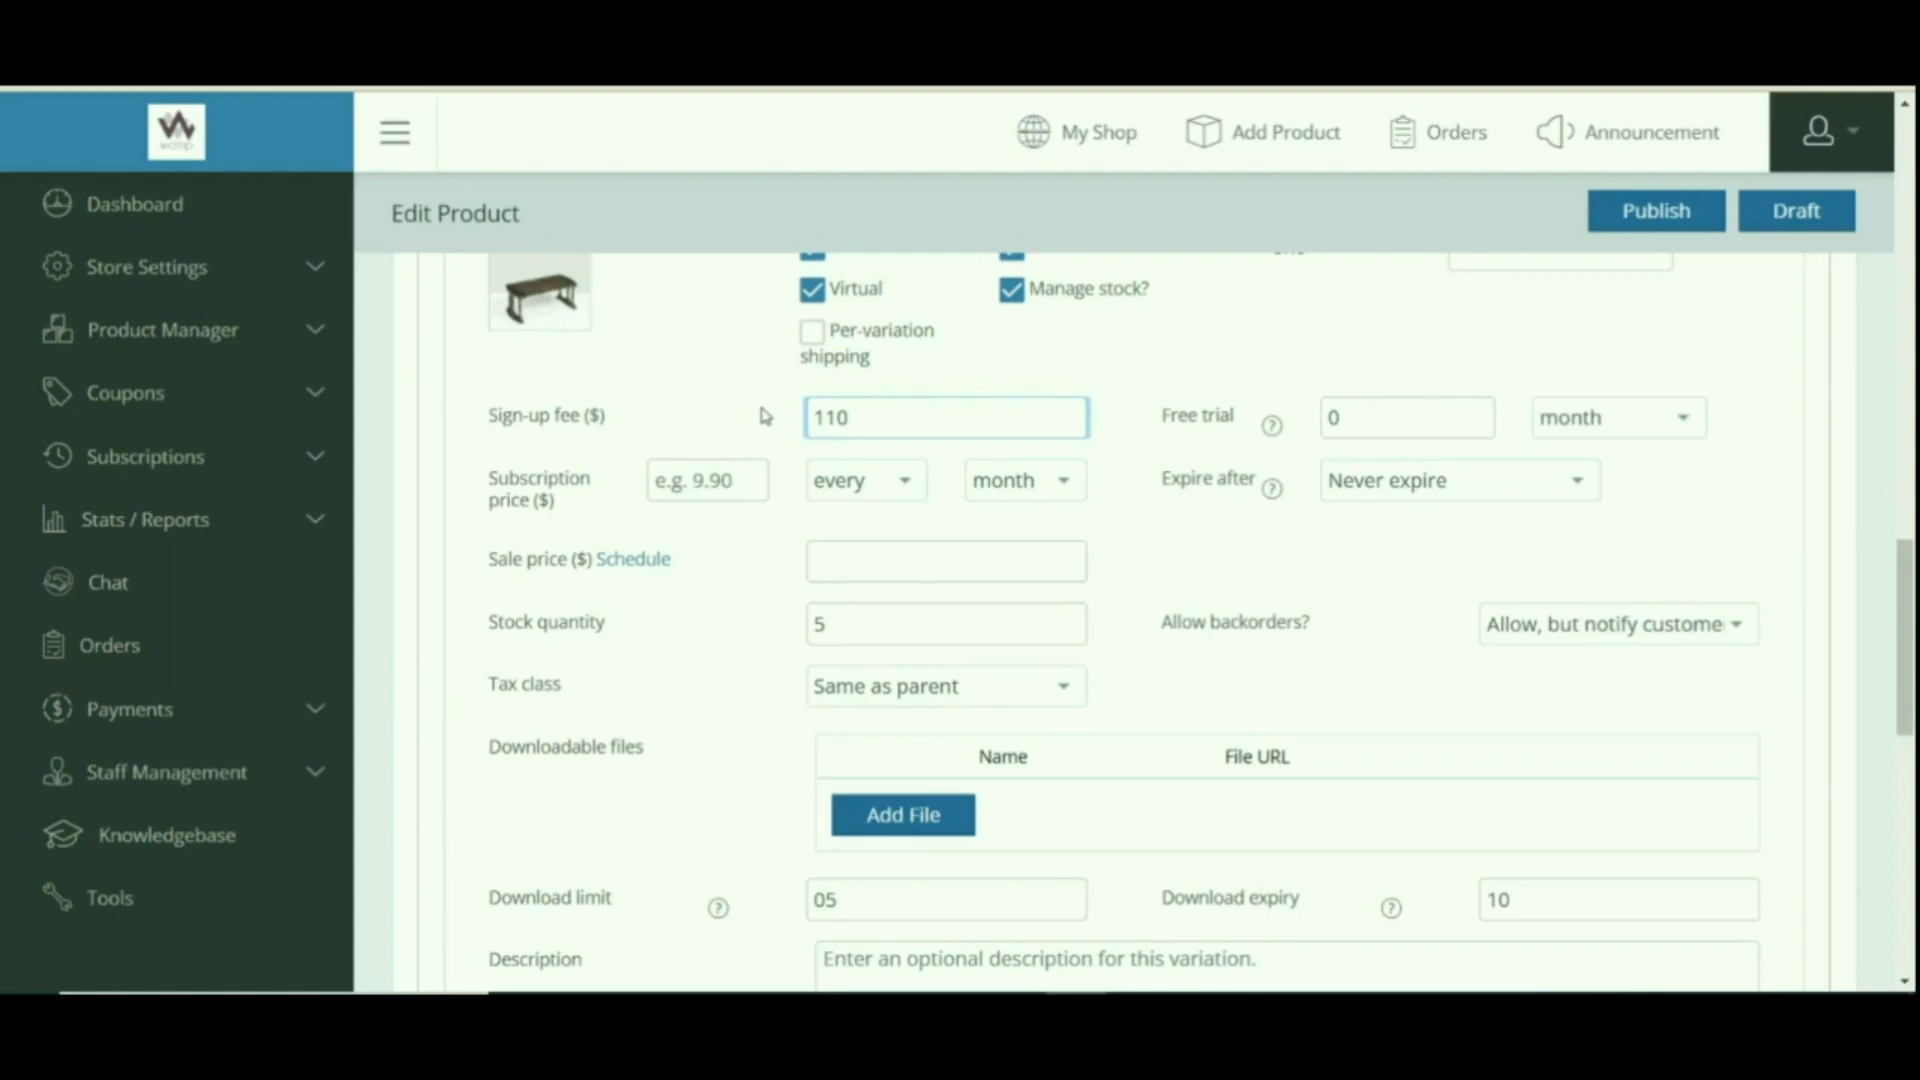 wcmp
My Shop
Add Product
Orders
Announcement
Dashboard
Store Settings
Product Manager
Coupons
Subscriptions
Stats / Reports
Chat
Orders
Payments
Staff Management
Knowledgebase
Tools
Edit Product
Publish
Draft
Virtual
Manage stock?
Per-variation
shipping
Sign-up fee ($)
110
Free trial
?
0
month
Subscription
price ($)
e.g. 9.90
every
month
Expire after
?
Never expire
Sale price ($) Schedule
Stock quantity
5
Allow backorders?
Allow, but notify custome
Tax class
Same as parent
Downloadable files
Name
File URL
Add File
Download limit
?
05
Download expiry
?
10
Description
Enter an optional description for this variation.